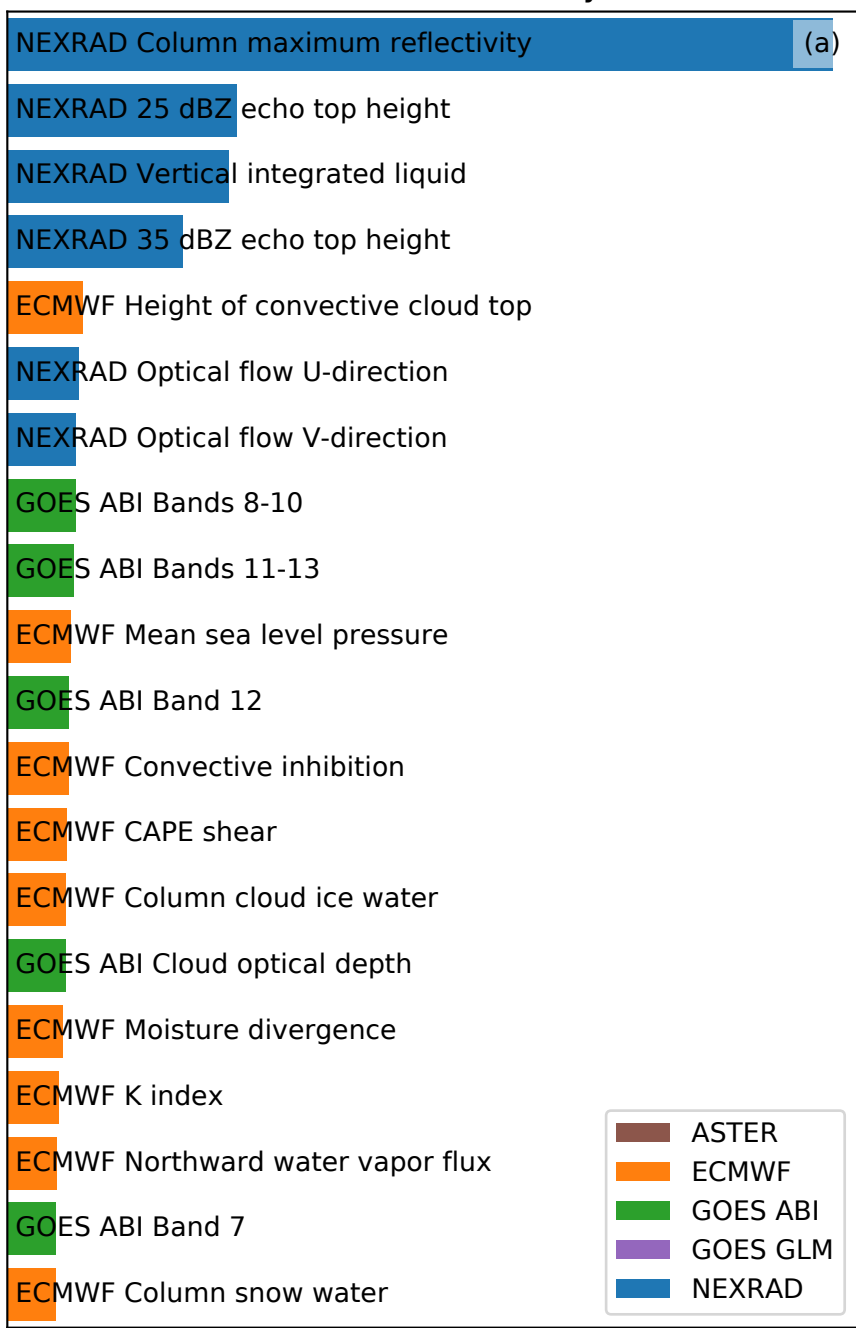 NEXRAD Column maximum reflectivity (a)
NEXRAD 25 dBZ echo top height
NEXRAD Vertical integrated liquid
NEXRAD 35 dBZ echo top height
ECMWF Height of convective cloud top
NEXRAD Optical flow U-direction
NEXRAD Optical flow V-direction
GOES ABI Bands 8-10
GOES ABI Bands 11-13
ECMWF Mean sea level pressure
GOES ABI Band 12
ECMWF Convective inhibition
ECMWF CAPE shear
ECMWF Column cloud ice water
GOES ABI Cloud optical depth
ECMWF Moisture divergence
ECMWF K index
ECMWF Northward water vapor flux
GOES ABI Band 7
ECMWF Column snow water
ASTER
ECMWF
GOES ABI
GOES GLM
NEXRAD